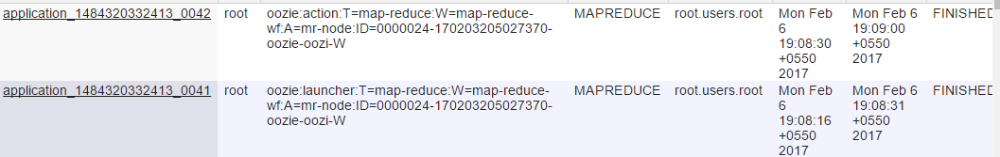 application_1484320332413_0042 root oozie:action:T=map-reduce:W=map-reduce- MAPREDUCE root.users.root Mon Feb Mon Feb 6 FINISHED
wf:A=mr-node:ID=0000024-170203205027370- 6 19:09:00
oozie-oozi-W 19:08:30 +0550
+0550 2017
2017
application_1484320332413_0041 root oozie:launcher:T=map-reduce:W=map-reduce- MAPREDUCE root.users.root Mon Feb Mon Feb 6 FINISHED
wf:A=mr-node:ID=0000024-170203205027370- 6 19:08:31
oozie-oozi-W 19:08:16 +0550
+0550 2017
2017